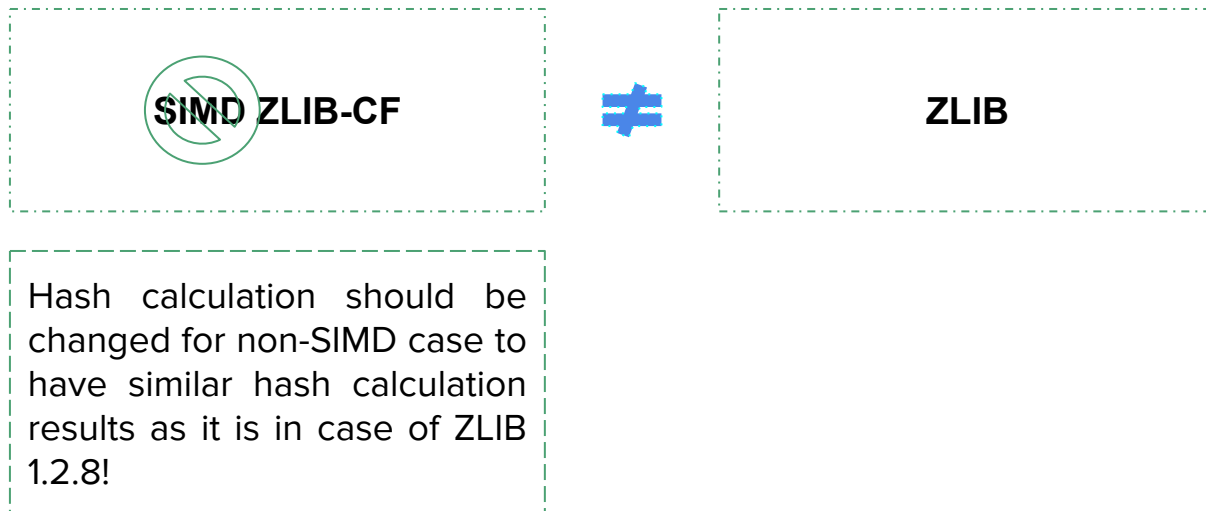 SIMD ZLIB-CF
≠
ZLIB
Hash calculation should be
changed for non-SIMD case to
have similar hash calculation
results as it is in case of ZLIB
1.2.8!